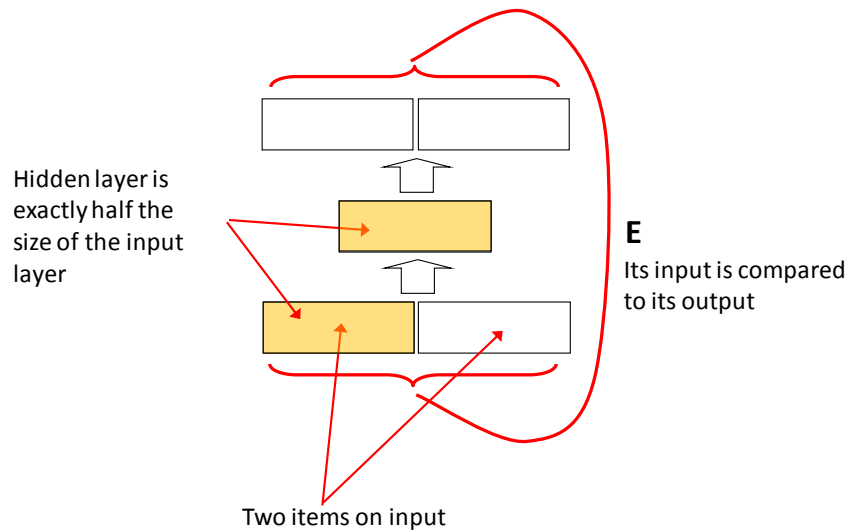 Hidden layer is
exactly half the
size of the input
layer
E
Its input is compared
to its output
Two items on input